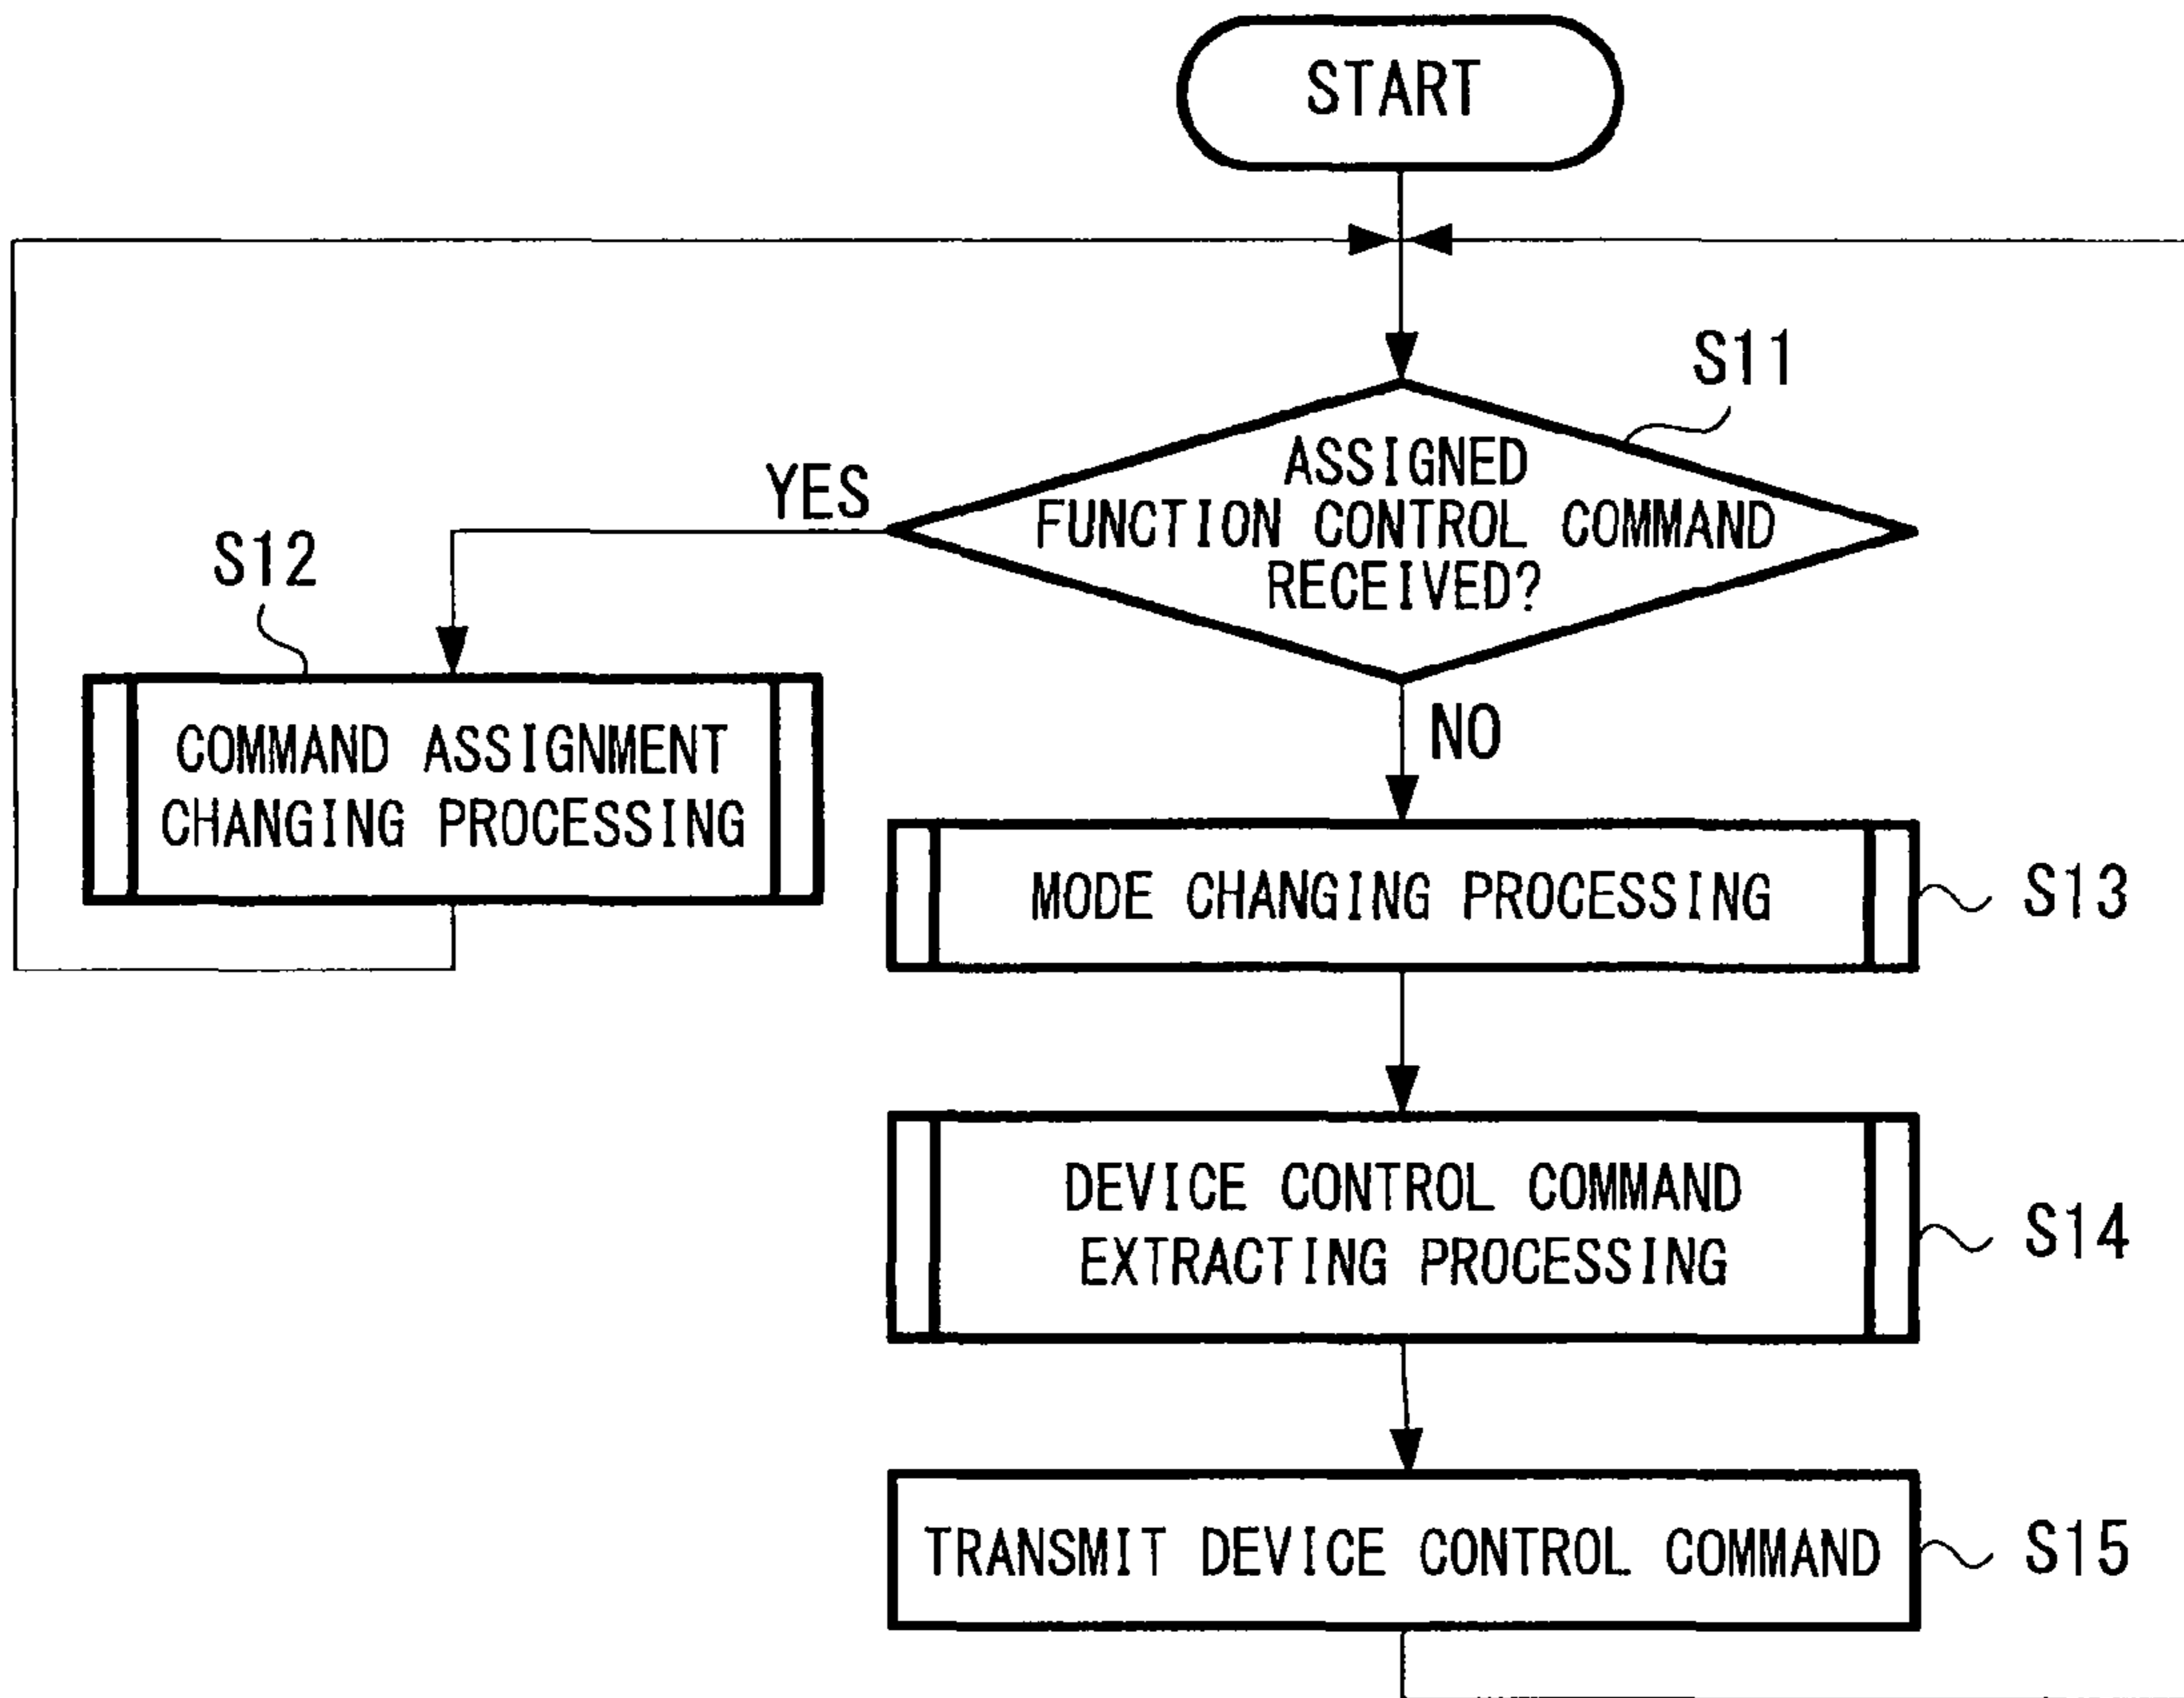 START
S11
ASSIGNED
FUNCTION CONTROL COMMAND
RECEIVED?
YES
S12
COMMAND ASSIGNMENT
CHANGING PROCESSING
NO
MODE CHANGING PROCESSING
S13
DEVICE CONTROL COMMAND
EXTRACTING PROCESSING
S14
TRANSMIT DEVICE CONTROL COMMAND
S15